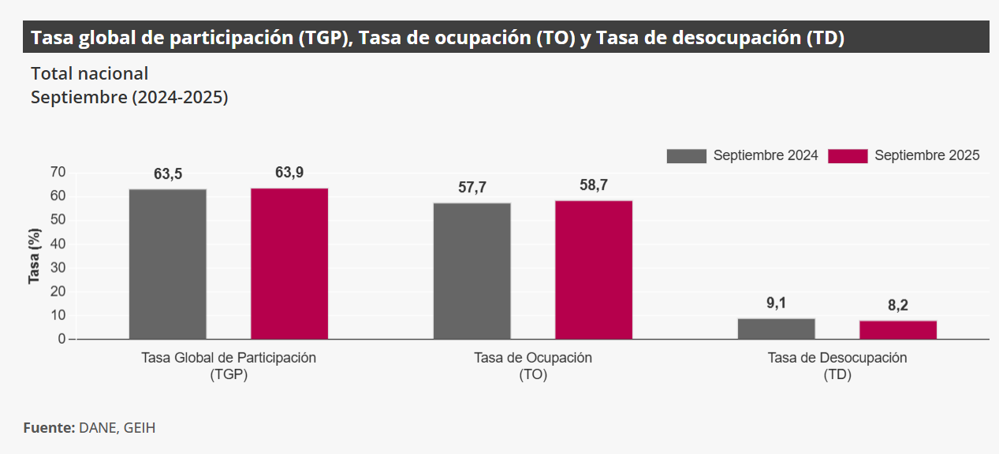 Tasa global de participación (TGP), Tasa de ocupación (TO) y Tasa de desocupación (TD)
Total nacional
Septiembre (2024-2025)
Septiembre 2024 Septiembre 2025
Tasa (%)
70
60
50
40
30
20
10
0
63,5 63,9 57,7 58,7 9,1 8,2
Tasa Global de Participación
(TGP)
Tasa de Ocupación
(TO)
Tasa de Desocupación
(TD)
Fuente: DANE, GEIH